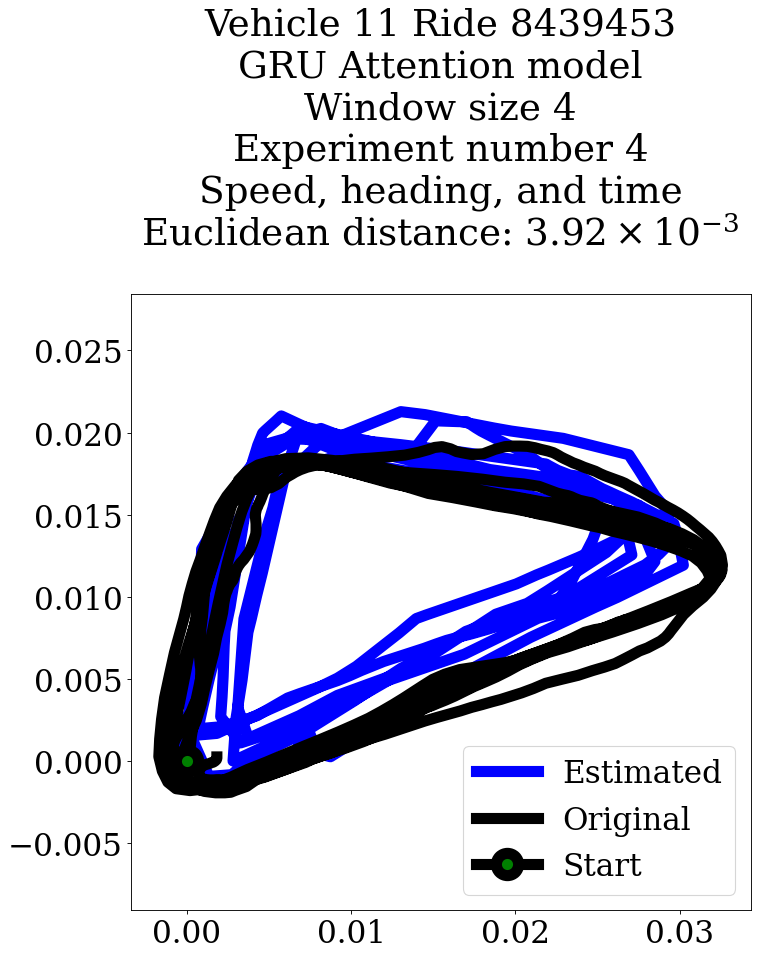 Vehicle 11 Ride 8439453
GRU Attention model
Window size 4
Experiment number 4
Speed, heading, and time
Euclidean distance: 3.92 × 10⁻³
0.025
0.020
0.015
0.010
0.005
0.000
−0.005
Estimated
Original
Start
0.00 0.01 0.02 0.03